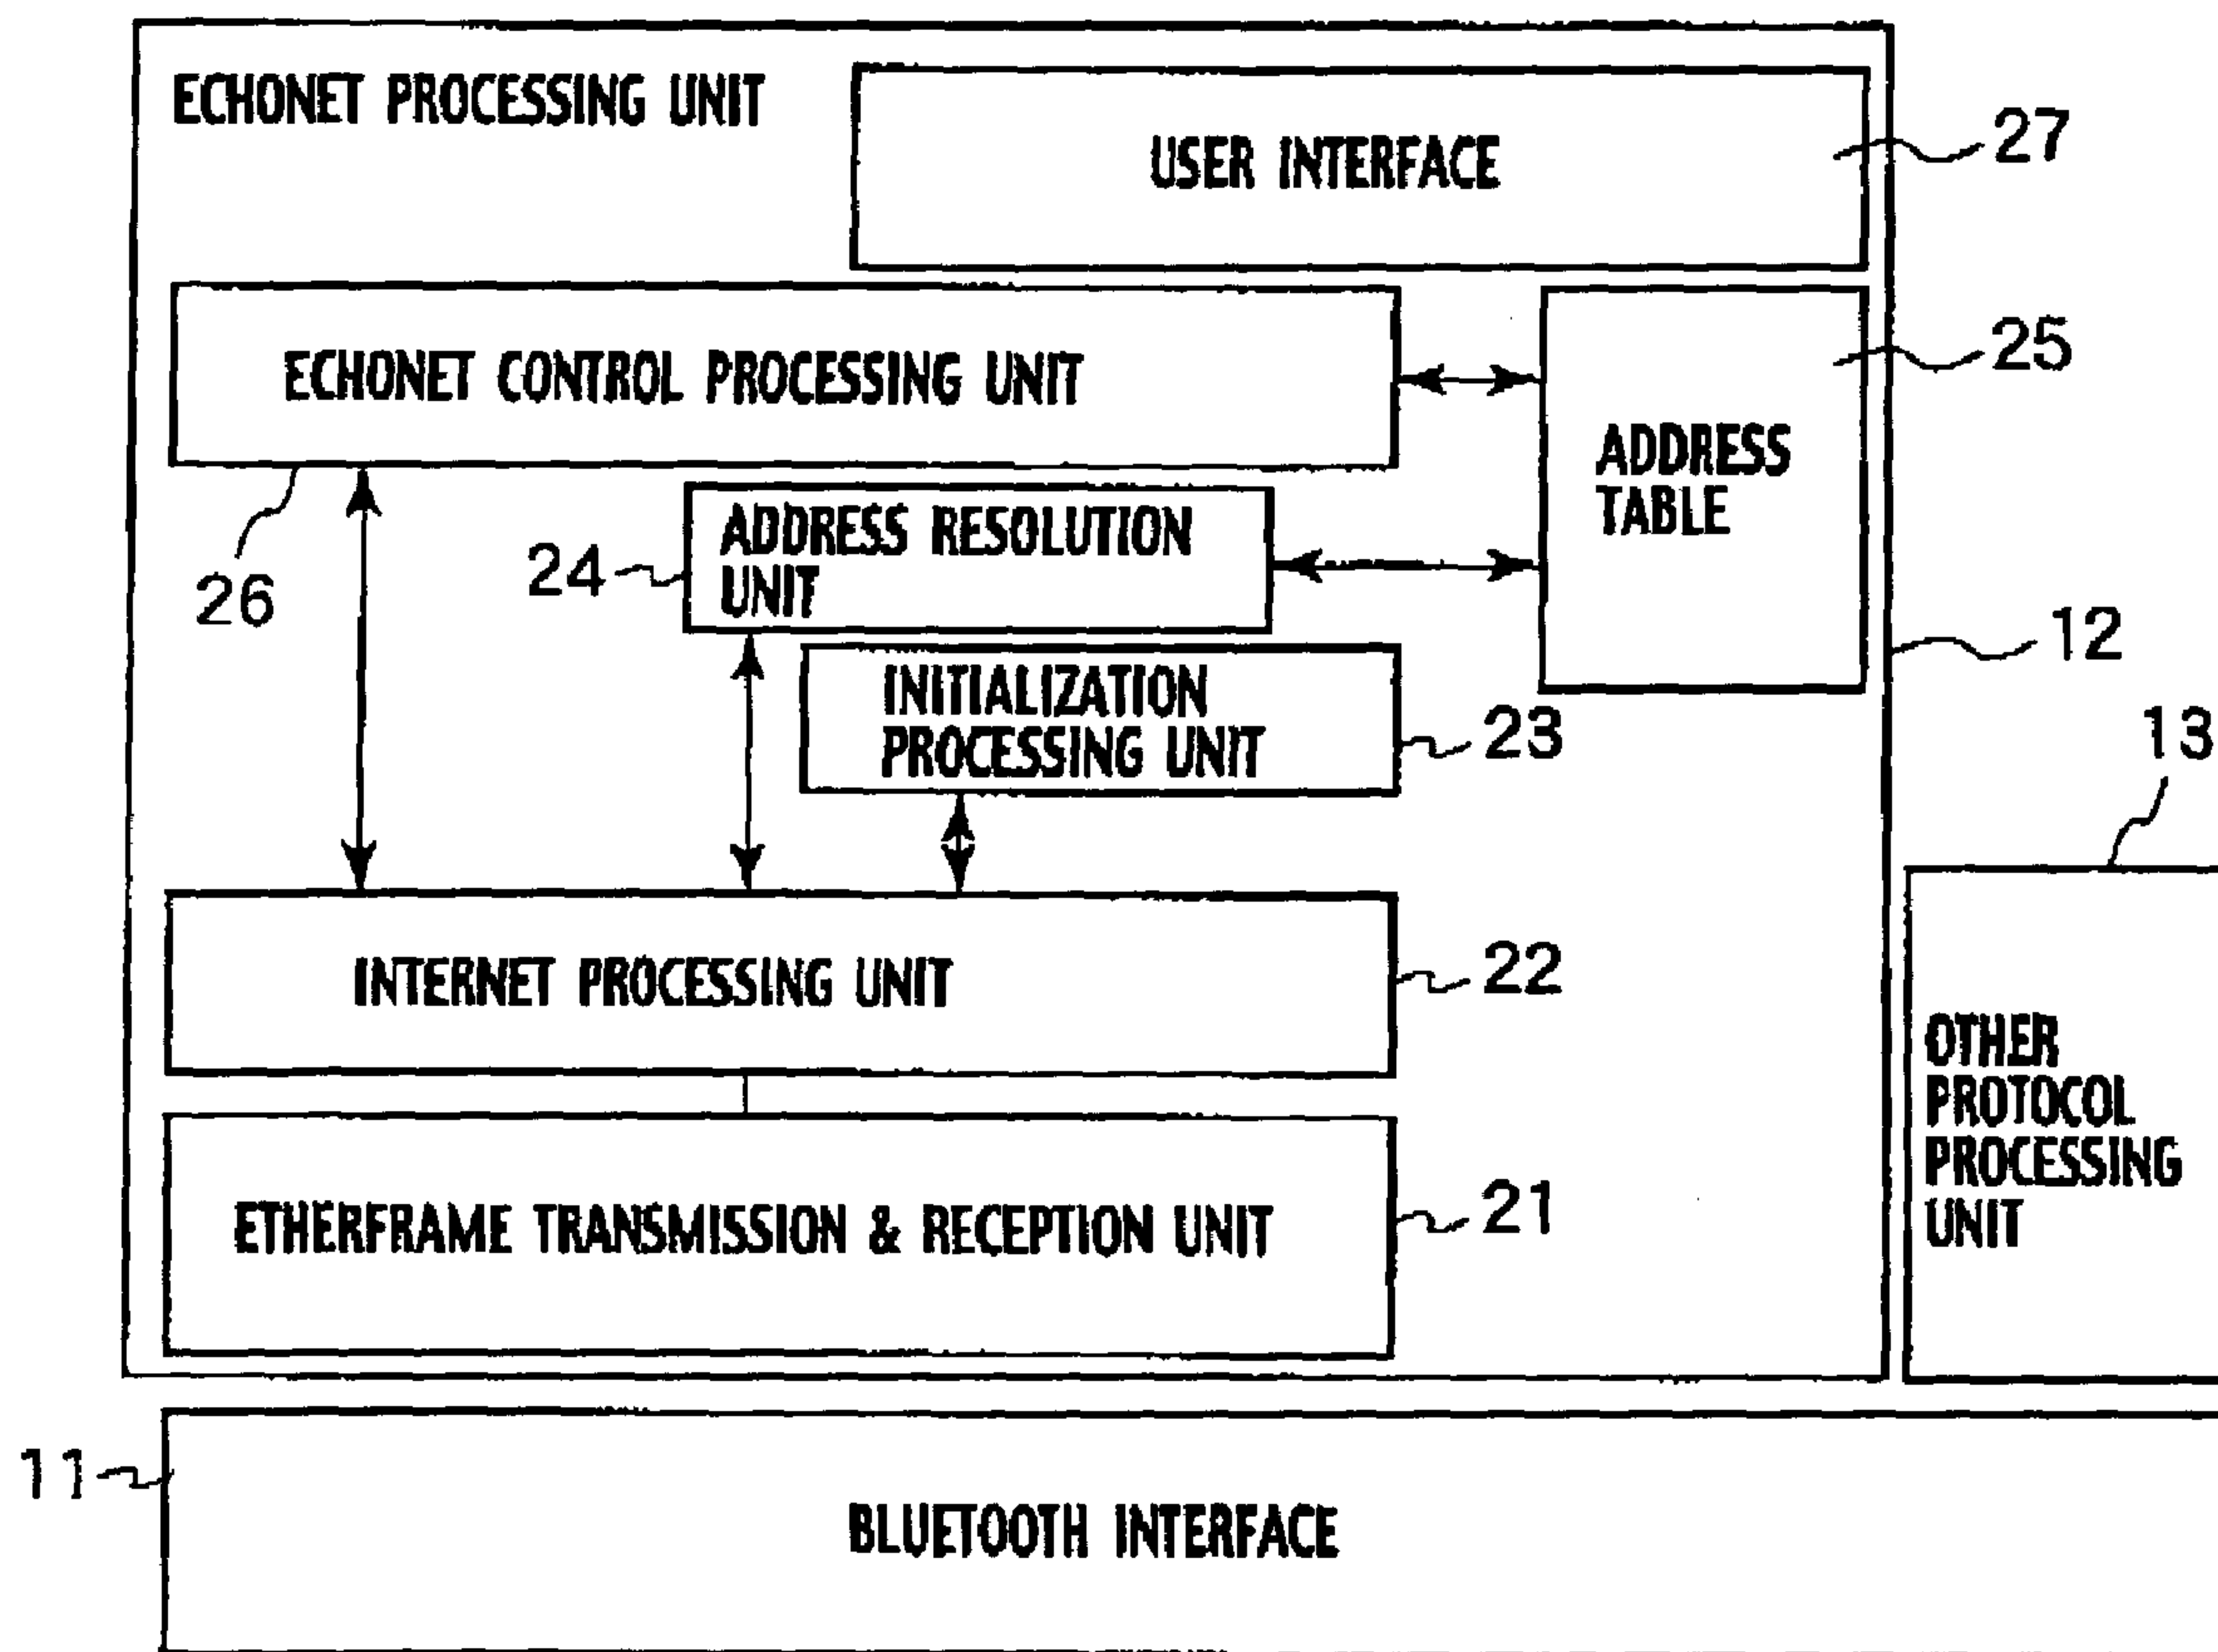 ECHONET PROCESSING UNIT
USER INTERFACE
27
ECHONET CONTROL PROCESSING UNIT
25
ADDRESS
TABLE
26
24
ADDRESS RESOLUTION
UNIT
12
INITIALIZATION
PROCESSING UNIT
23
13
INTERNET PROCESSING UNIT
22
OTHER
PROTOCOL
PROCESSING
UNIT
ETHERFRAME TRANSMISSION & RECEPTION UNIT
21
11
BLUETOOTH INTERFACE